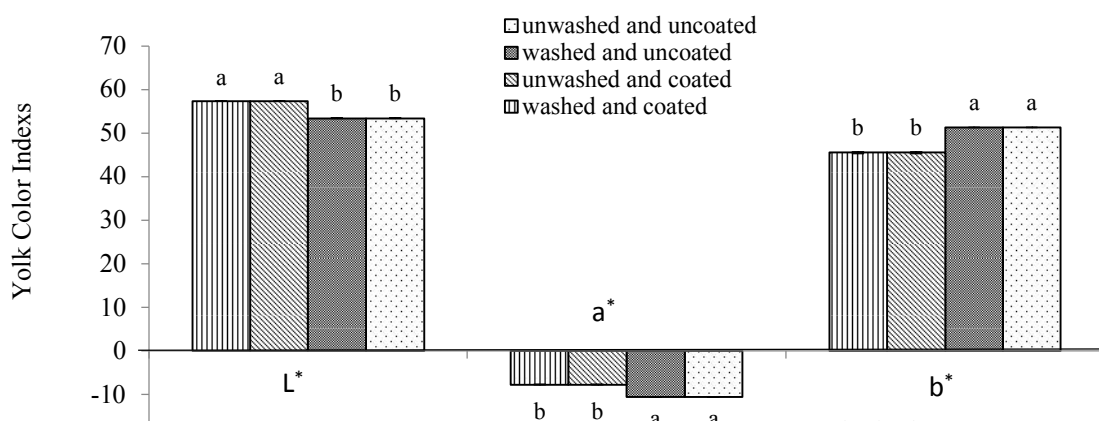 unwashed and uncoated
washed and uncoated
unwashed and coated
washed and coated
Yolk Color Indexs
70
60
50
40
30
20
10
0
-10
a a b b
b b a a
a*
L* b*
b b a a